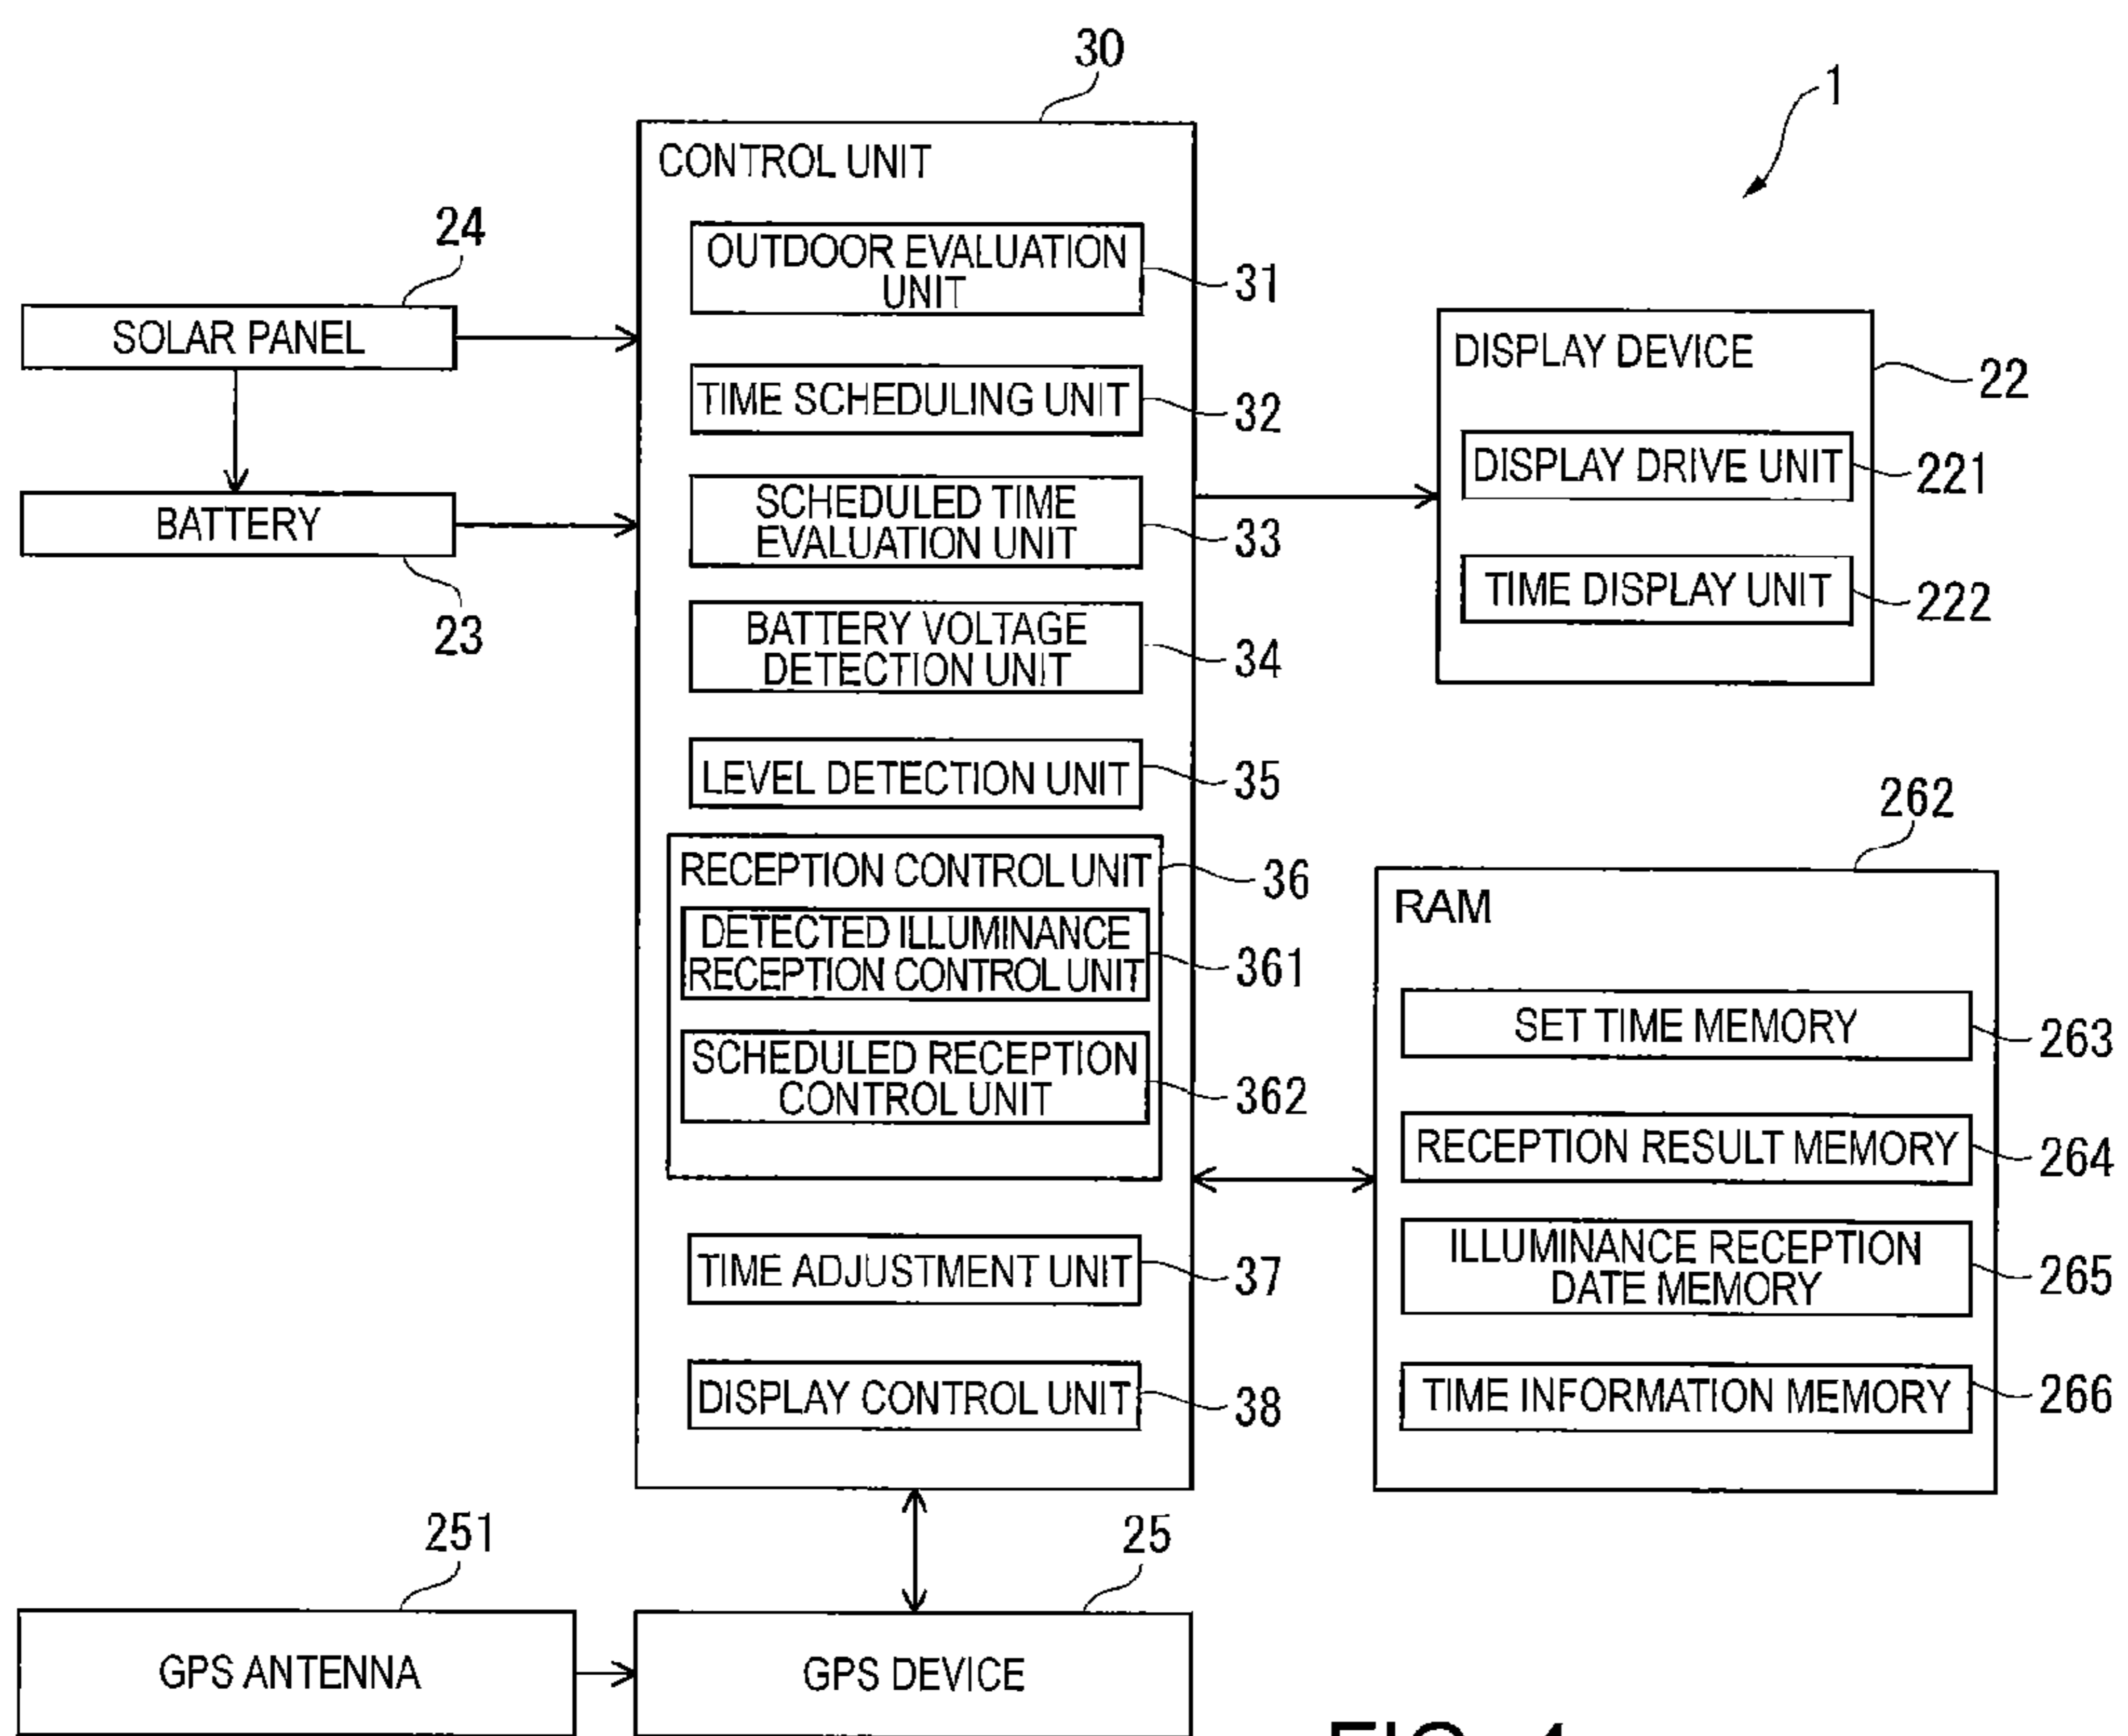 30
1
CONTROL UNIT
OUTDOOR EVALUATION
UNIT
31
24
SOLAR PANEL
TIME SCHEDULING UNIT
32
SCHEDULED TIME
EVALUATION UNIT
33
BATTERY
23
BATTERY VOLTAGE
DETECTION UNIT
34
LEVEL DETECTION UNIT
35
RECEPTION CONTROL UNIT
36
DETECTED ILLUMINANCE
RECEPTION CONTROL UNIT
361
SCHEDULED RECEPTION
CONTROL UNIT
362
TIME ADJUSTMENT UNIT
37
DISPLAY CONTROL UNIT
38
DISPLAY DEVICE
22
DISPLAY DRIVE UNIT
221
TIME DISPLAY UNIT
222
262
RAM
SET TIME MEMORY
263
RECEPTION RESULT MEMORY
264
ILLUMINANCE RECEPTION
DATE MEMORY
265
TIME INFORMATION MEMORY
266
251
GPS ANTENNA
25
GPS DEVICE